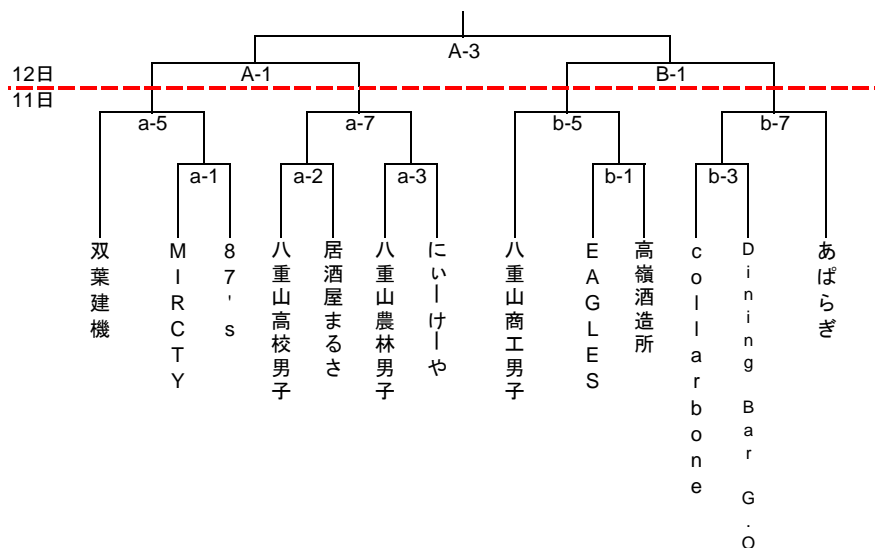 A-3
12日
A-1
B-1
11日
a-5
a-7
b-5
b-7
a-1
a-2
a-3
b-1
b-3
双葉建機
MIRCTY
87's
八重山高校男子
居酒屋まるさ
八重山農林男子
にぃーけーや
八重山商工男子
EAGLES
高嶺酒造所
collarbone
Dining Bar G.O
あぱらぎ